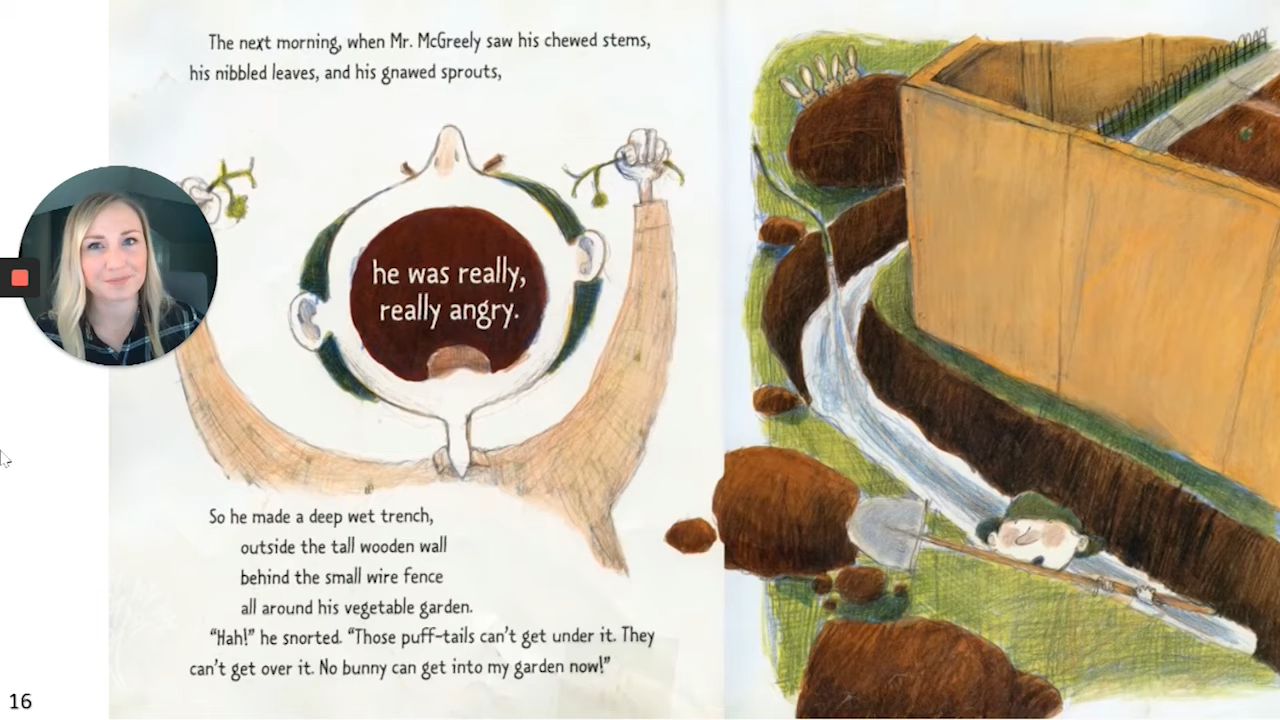 The next morning, when Mr. McGreely saw his chewed stems,
his nibbled leaves, and his gnawed sprouts,
he was really,
really angry.
So he made a deep wet trench,
outside the tall wooden wall
behind the small wire fence
all around his vegetable garden.
“Hah!” he snorted. “Those puff-tails can’t get under it. They
can’t get over it. No bunny can get into my garden now!”
16